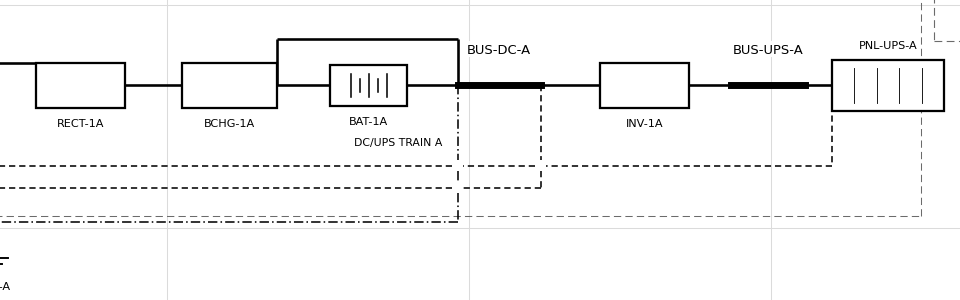 BUS-DC-A
BUS-UPS-A
PNL-UPS-A
RECT-1A
BCHG-1A
BAT-1A
INV-1A
DC/UPS TRAIN A
-A